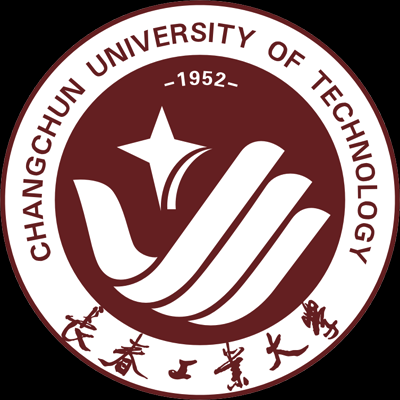 CHANGCHUN UNIVERSITY OF TECHNOLOGY
-1952-
长春工业大学